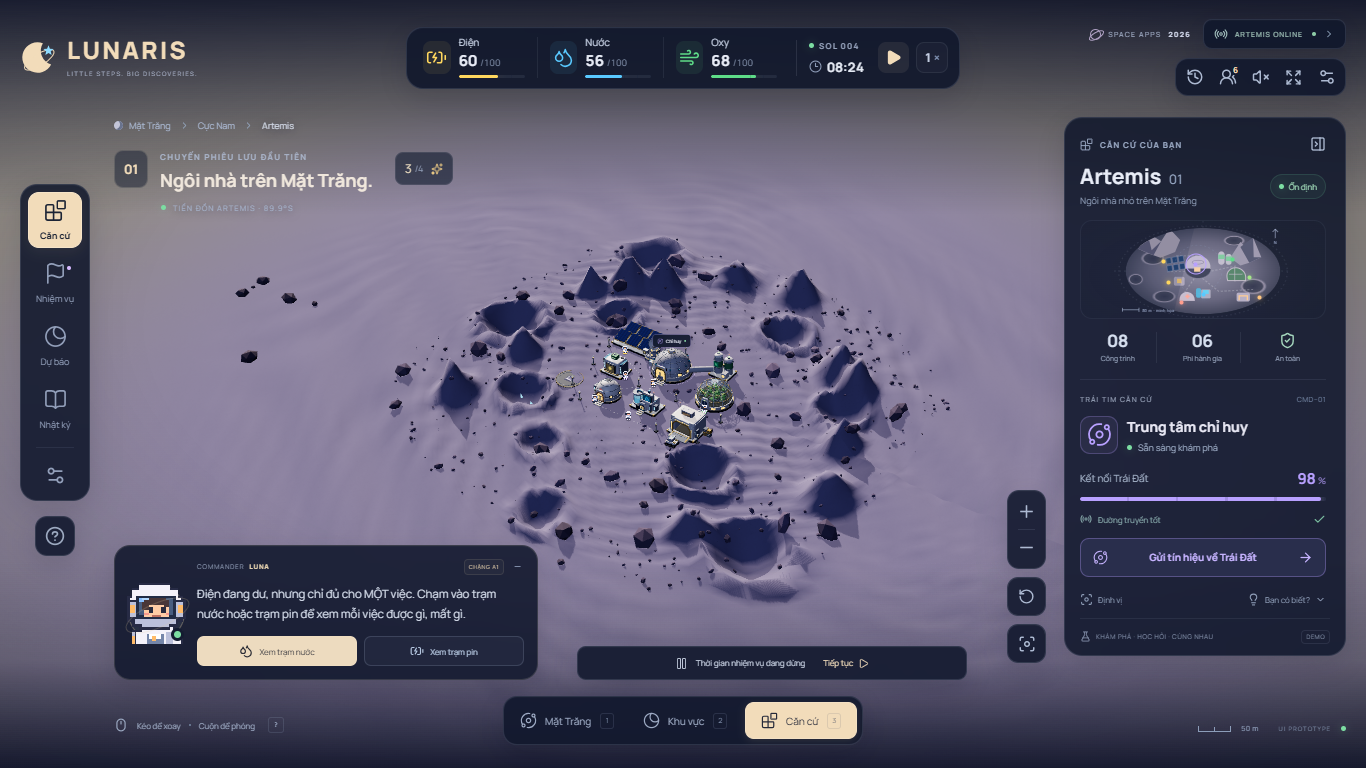 LUNARIS
LITTLE STEPS. BIG DISCOVERIES.
Điện
60 /100
Nước
56 /100
Oxy
68 /100
SOL 004
08:24
1 ×
SPACE APPS 2026
ARTEMIS ONLINE
6
Mặt Trăng > Cực Nam > Artemis
01
CHUYẾN PHIÊU LƯU ĐẦU TIÊN
Ngôi nhà trên Mặt Trăng.
TIỀN ĐỒN ARTEMIS · 89.9°S
3 /4
Căn cứ
Nhiệm vụ
Dự báo
Nhật ký
Chỉ huy
CĂN CỨ CỦA BẠN
Artemis 01
Ổn định
Ngôi nhà nhỏ trên Mặt Trăng
N
08
Công trình
06
Phi hành gia
An toàn
TRÁI TIM CĂN CỨ
CMD-01
Trung tâm chỉ huy
Sẵn sàng khám phá
Kết nối Trái Đất
98 %
Đường truyền tốt
Gửi tín hiệu về Trái Đất
Định vị
Bạn có biết?
KHÁM PHÁ · HỌC HỎI · CÙNG NHAU
DEMO
COMMANDER LUNA
CHẶNG A1
Điện đang dư, nhưng chỉ đủ cho MỘT việc. Chạm vào trạm
nước hoặc trạm pin để xem mỗi việc được gì, mất gì.
Xem trạm nước
Xem trạm pin
Thời gian nhiệm vụ đang dừng
Tiếp tục
Kéo để xoay · Cuộn để phóng
?
Mặt Trăng 1
Khu vực 2
Căn cứ 3
50 m
UI PROTOTYPE